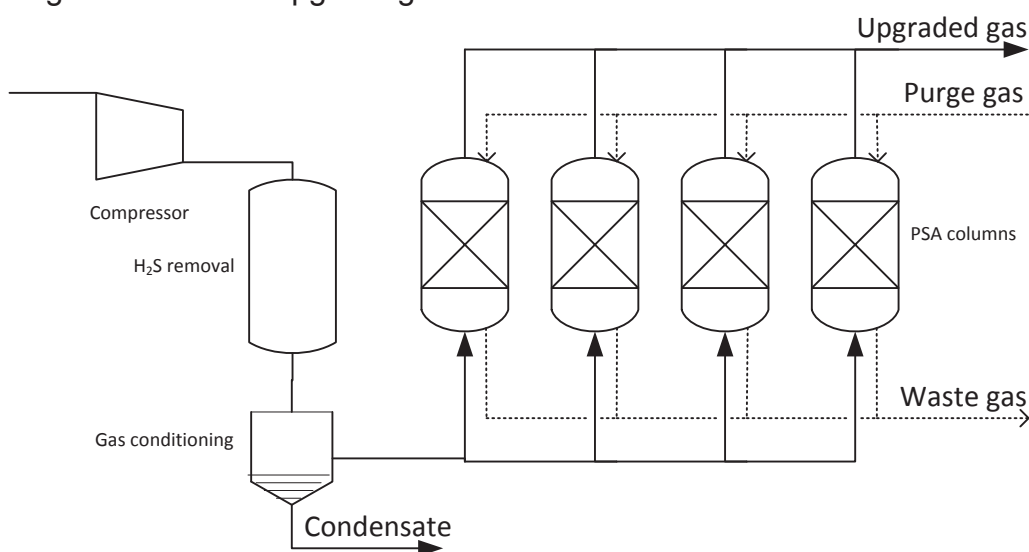 Upgraded gas
Purge gas
Compressor
PSA columns
H₂S removal
Waste gas
Gas conditioning
Condensate